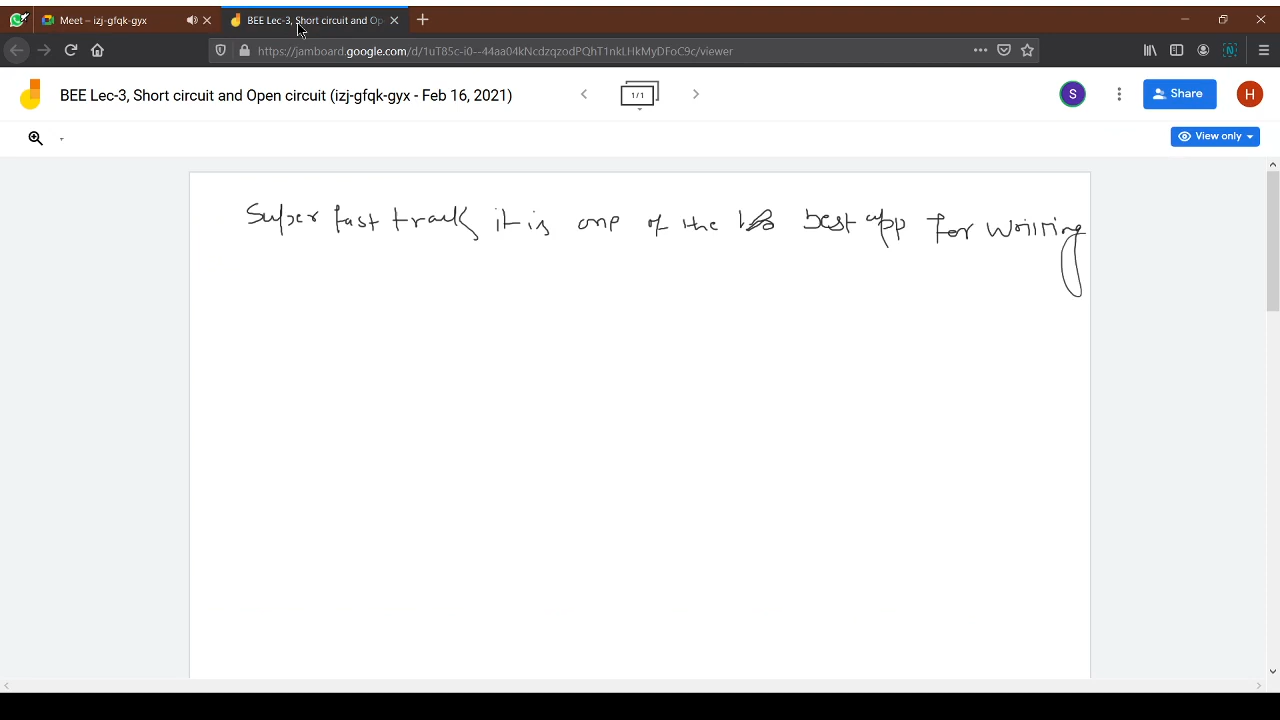 Meet – izj-gfqk-gyx
BEE Lec-3, Short circuit and Op
https://jamboard.google.com/d/1uT85c-i0--44aa04kNcdzqzodPQhT1nkLHkMyDFoC9c/viewer
BEE Lec-3, Short circuit and Open circuit (izj-gfqk-gyx - Feb 16, 2021)
1/1
S
Share
H
View only
Super fast track it is one of the best app for writing